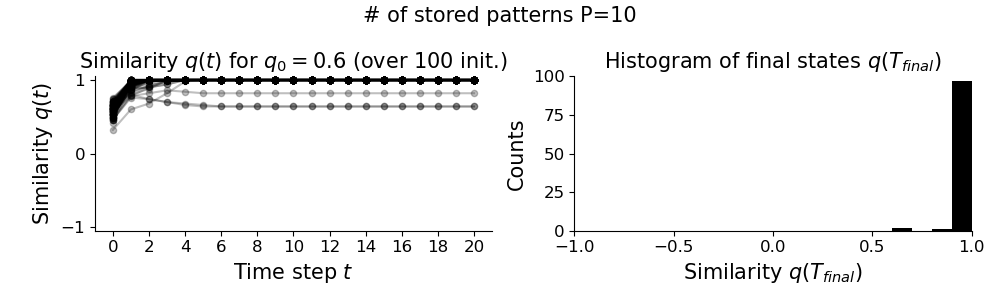 # of stored patterns P=10
Similarity q(t) for q₀ = 0.6 (over 100 init.)
1
0
−1
0 2 4 6 8 10 12 14 16 18 20
Similarity q(t)
Time step t
Histogram of final states q(T_final)
100
75
50
25
0
−1.0 −0.5 0.0 0.5 1.0
Counts
Similarity q(T_final)